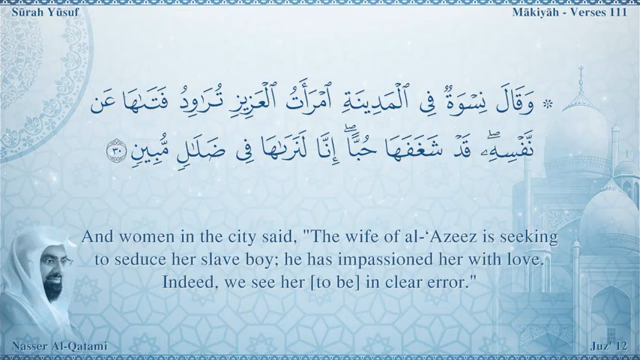 Sūrah Yūsuf
Mākiyāh - Verses 111
۞ وَقَالَ نِسْوَةٌ فِى ٱلْمَدِينَةِ ٱمْرَأَتُ ٱلْعَزِيزِ تُرَٰوِدُ فَتَىٰهَا عَن
نَّفْسِهِۦ ۖ قَدْ شَغَفَهَا حُبًّا ۖ إِنَّا لَنَرَىٰهَا فِى ضَلَٰلٍ مُّبِينٍ ٣٠
And women in the city said, "The wife of al-‘Azeez is seeking
to seduce her slave boy; he has impassioned her with love.
Indeed, we see her [to be] in clear error."
Nasser Al-Qatami
Juz' 12